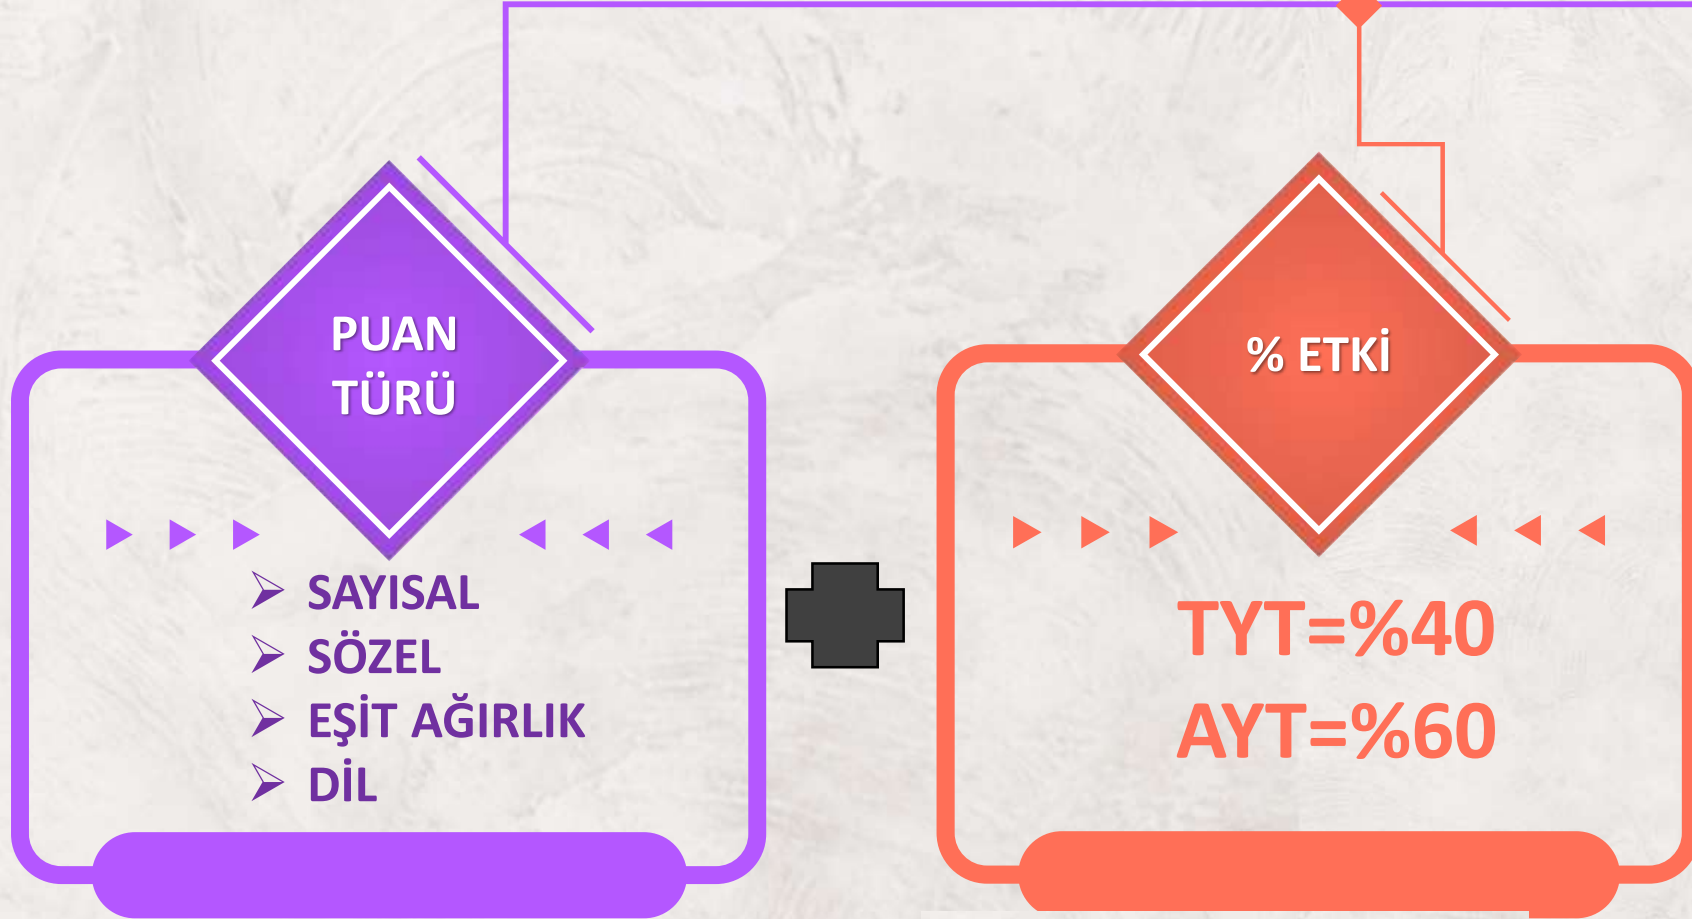 PUAN
TÜRÜ
SAYISAL
SÖZEL
EŞİT AĞIRLIK
DİL
% ETKİ
TYT=%40
AYT=%60